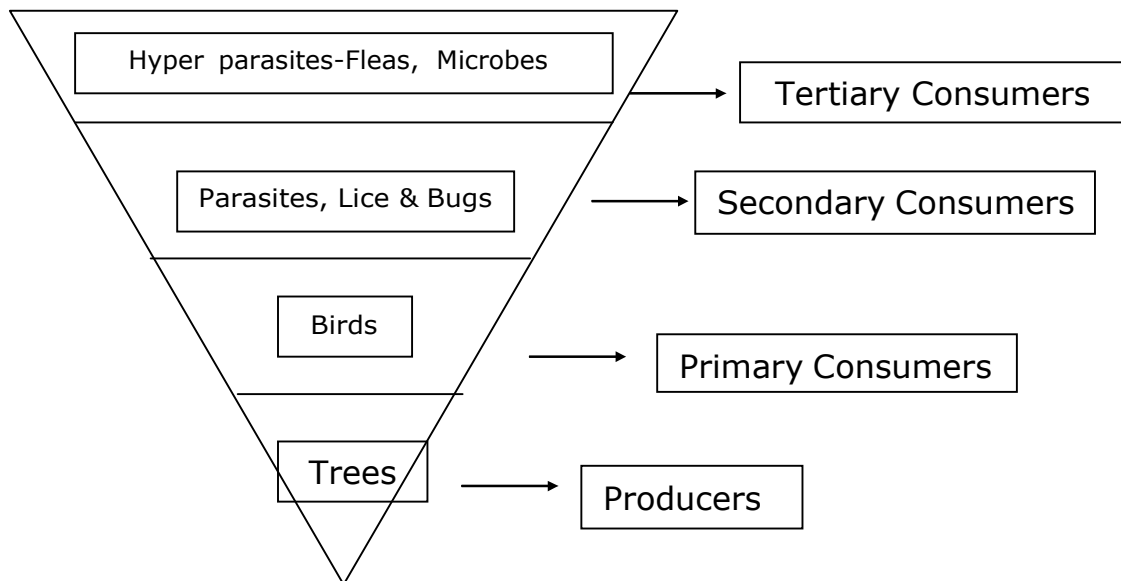 Hyper parasites-Fleas, Microbes
Tertiary Consumers
Parasites, Lice & Bugs
Secondary Consumers
Birds
Primary Consumers
Trees
Producers